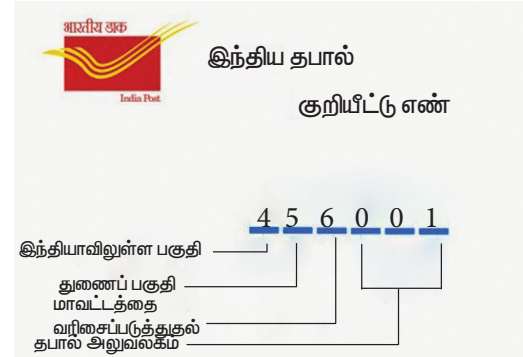 भारतीय डाक
India Post
இந்திய தபால்
குறியீட்டு எண்
4 5 6 0 0 1
இந்தியாவிலுள்ள பகுதி
துணைப் பகுதி
மாவட்டத்தை
வரிசைப்படுத்துதல்
தபால் அலுவலகம்